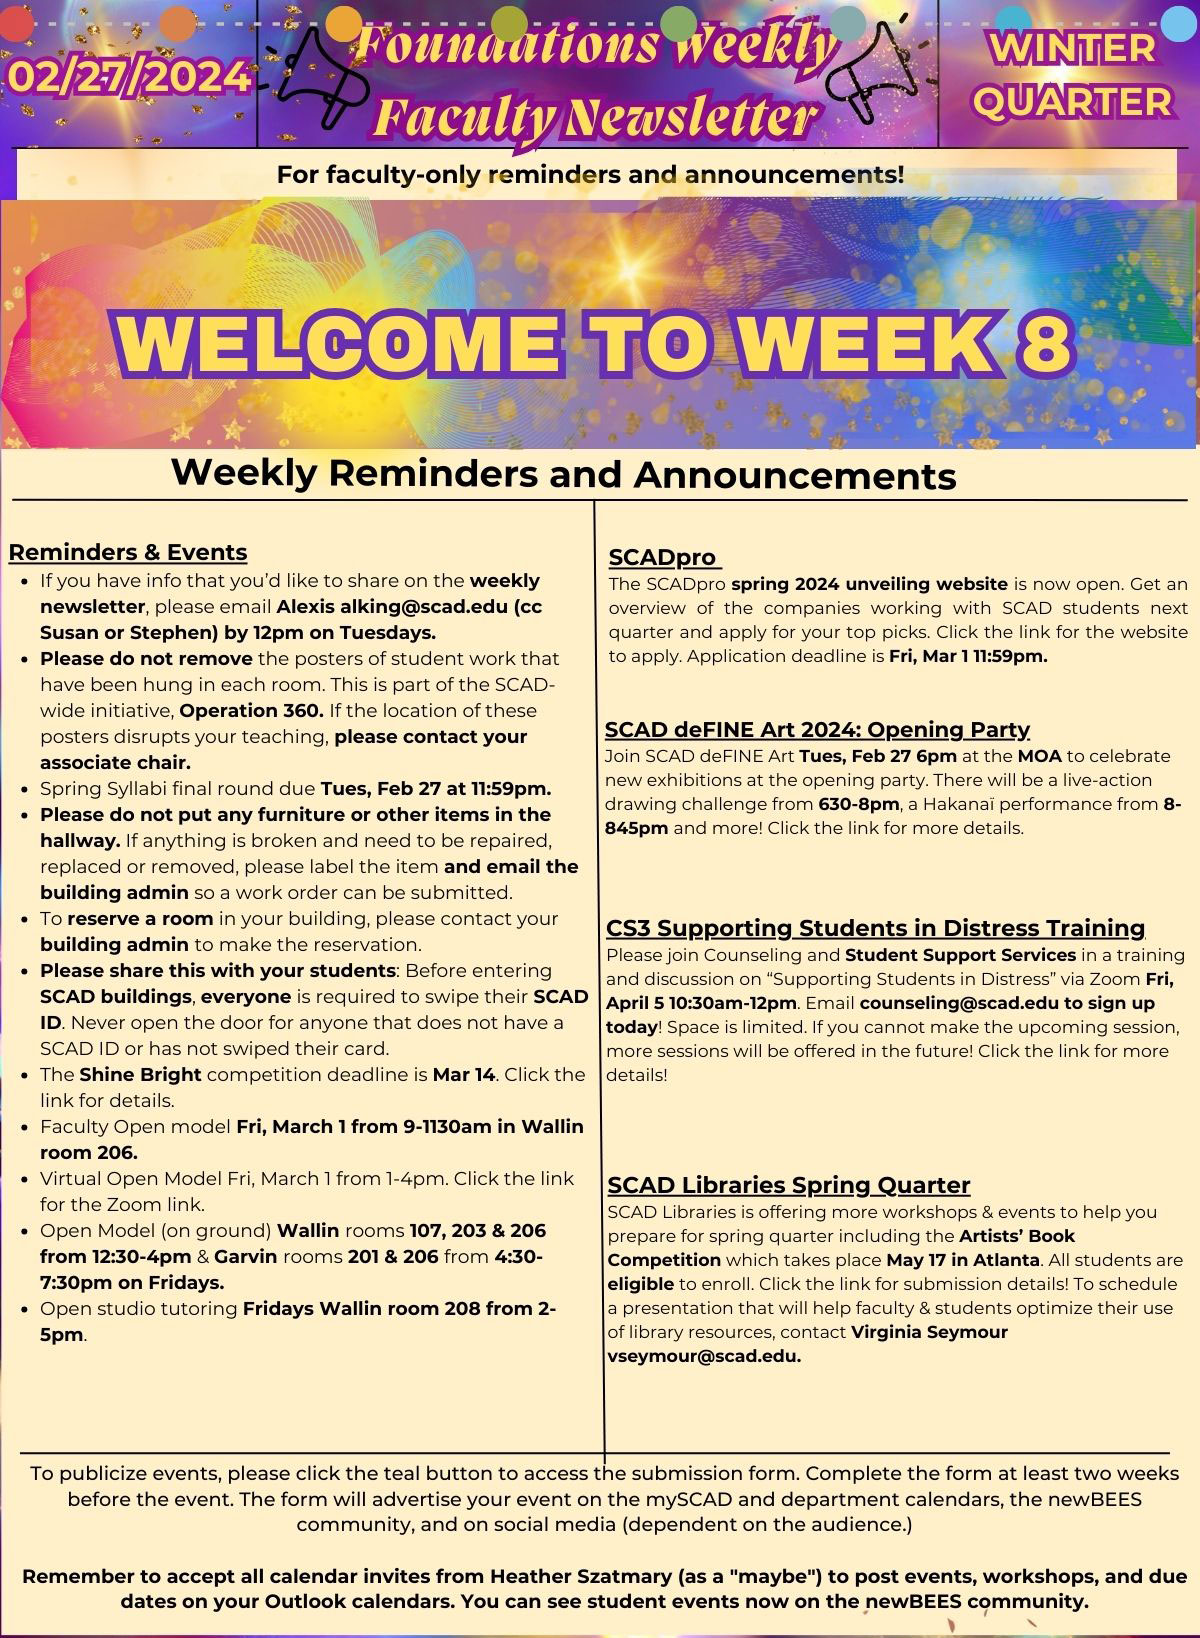 02/27/2024
Foundations Weekly
Faculty Newsletter
WINTER
QUARTER
For faculty-only reminders and announcements!
WELCOME TO WEEK 8
Weekly Reminders and Announcements
Reminders & Events
• If you have info that you’d like to share on the weekly
newsletter, please email Alexis alking@scad.edu (cc
Susan or Stephen) by 12pm on Tuesdays.
• Please do not remove the posters of student work that
have been hung in each room. This is part of the SCAD-
wide initiative, Operation 360. If the location of these
posters disrupts your teaching, please contact your
associate chair.
• Spring Syllabi final round due Tues, Feb 27 at 11:59pm.
• Please do not put any furniture or other items in the
hallway. If anything is broken and need to be repaired,
replaced or removed, please label the item and email the
building admin so a work order can be submitted.
• To reserve a room in your building, please contact your
building admin to make the reservation.
• Please share this with your students: Before entering
SCAD buildings, everyone is required to swipe their SCAD
ID. Never open the door for anyone that does not have a
SCAD ID or has not swiped their card.
• The Shine Bright competition deadline is Mar 14. Click the
link for details.
• Faculty Open model Fri, March 1 from 9-1130am in Wallin
room 206.
• Virtual Open Model Fri, March 1 from 1-4pm. Click the link
for the Zoom link.
• Open Model (on ground) Wallin rooms 107, 203 & 206
from 12:30-4pm & Garvin rooms 201 & 206 from 4:30-
7:30pm on Fridays.
• Open studio tutoring Fridays Wallin room 208 from 2-
5pm.
SCADpro
The SCADpro spring 2024 unveiling website is now open. Get an
overview of the companies working with SCAD students next
quarter and apply for your top picks. Click the link for the website
to apply. Application deadline is Fri, Mar 1 11:59pm.
SCAD deFINE Art 2024: Opening Party
Join SCAD deFINE Art Tues, Feb 27 6pm at the MOA to celebrate
new exhibitions at the opening party. There will be a live-action
drawing challenge from 630-8pm, a Hakanaï performance from 8-
845pm and more! Click the link for more details.
CS3 Supporting Students in Distress Training
Please join Counseling and Student Support Services in a training
and discussion on “Supporting Students in Distress” via Zoom Fri,
April 5 10:30am-12pm. Email counseling@scad.edu to sign up
today! Space is limited. If you cannot make the upcoming session,
more sessions will be offered in the future! Click the link for more
details!
SCAD Libraries Spring Quarter
SCAD Libraries is offering more workshops & events to help you
prepare for spring quarter including the Artists’ Book
Competition which takes place May 17 in Atlanta. All students are
eligible to enroll. Click the link for submission details! To schedule
a presentation that will help faculty & students optimize their use
of library resources, contact Virginia Seymour
vseymour@scad.edu.
To publicize events, please click the teal button to access the submission form. Complete the form at least two weeks
before the event. The form will advertise your event on the mySCAD and department calendars, the newBEES
community, and on social media (dependent on the audience.)
Remember to accept all calendar invites from Heather Szatmary (as a "maybe") to post events, workshops, and due
dates on your Outlook calendars. You can see student events now on the newBEES community.